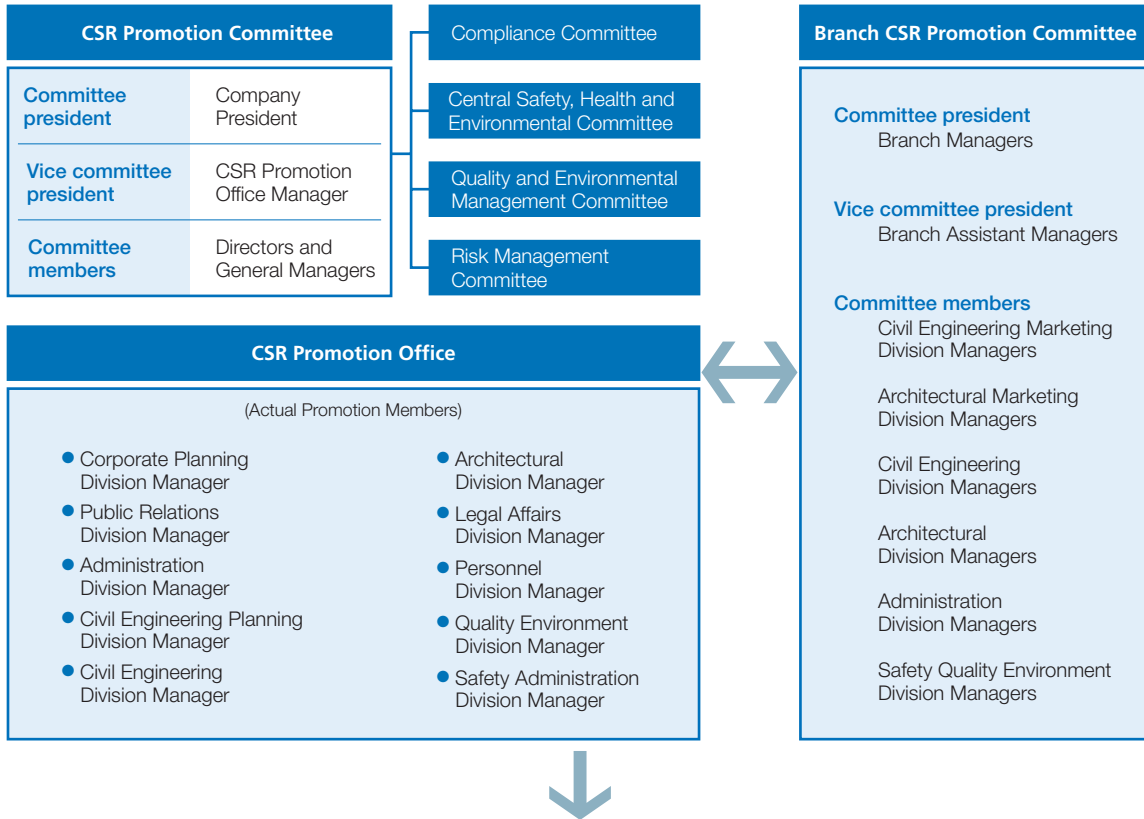 CSR Promotion Committee
Committee
president
Company
President
Vice committee
president
CSR Promotion
Office Manager
Committee
members
Directors and
General Managers
Compliance Committee
Central Safety, Health and
Environmental Committee
Quality and Environmental
Management Committee
Risk Management
Committee
CSR Promotion Office
(Actual Promotion Members)
Corporate Planning
Division Manager
Public Relations
Division Manager
Administration
Division Manager
Civil Engineering Planning
Division Manager
Civil Engineering
Division Manager
Architectural
Division Manager
Legal Affairs
Division Manager
Personnel
Division Manager
Quality Environment
Division Manager
Safety Administration
Division Manager
Branch CSR Promotion Committee
Committee president
Branch Managers
Vice committee president
Branch Assistant Managers
Committee members
Civil Engineering Marketing
Division Managers
Architectural Marketing
Division Managers
Civil Engineering
Division Managers
Architectural
Division Managers
Administration
Division Managers
Safety Quality Environment
Division Managers